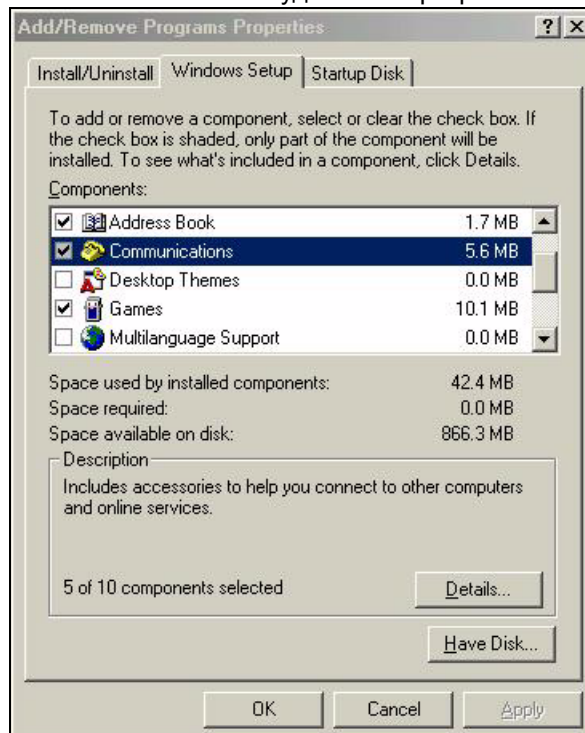 Add/Remove Programs Properties
Install/Uninstall Windows Setup Startup Disk
To add or remove a component, select or clear the check box. If
the check box is shaded, only part of the component will be
installed. To see what's included in a component, click Details.
Components:
Address Book 1.7 MB
Communications 5.6 MB
Desktop Themes 0.0 MB
Games 10.1 MB
Multilanguage Support 0.0 MB
Space used by installed components: 42.4 MB
Space required: 0.0 MB
Space available on disk: 866.3 MB
Description
Includes accessories to help you connect to other computers
and online services.
5 of 10 components selected
Details...
Have Disk...
OK Cancel Apply